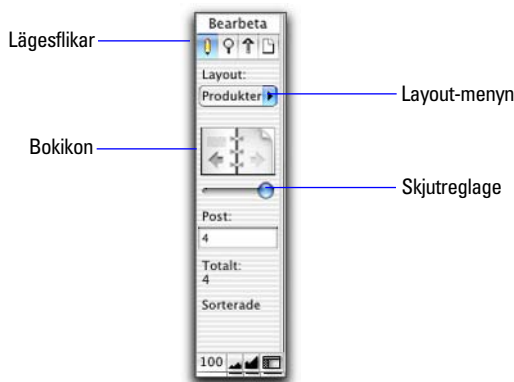 Bearbeta
Lägesflikar
Layout:
Produkter
Layout-menyn
Bokikon
Skjutreglage
Post:
4
Totalt:
4
Sorterade
100